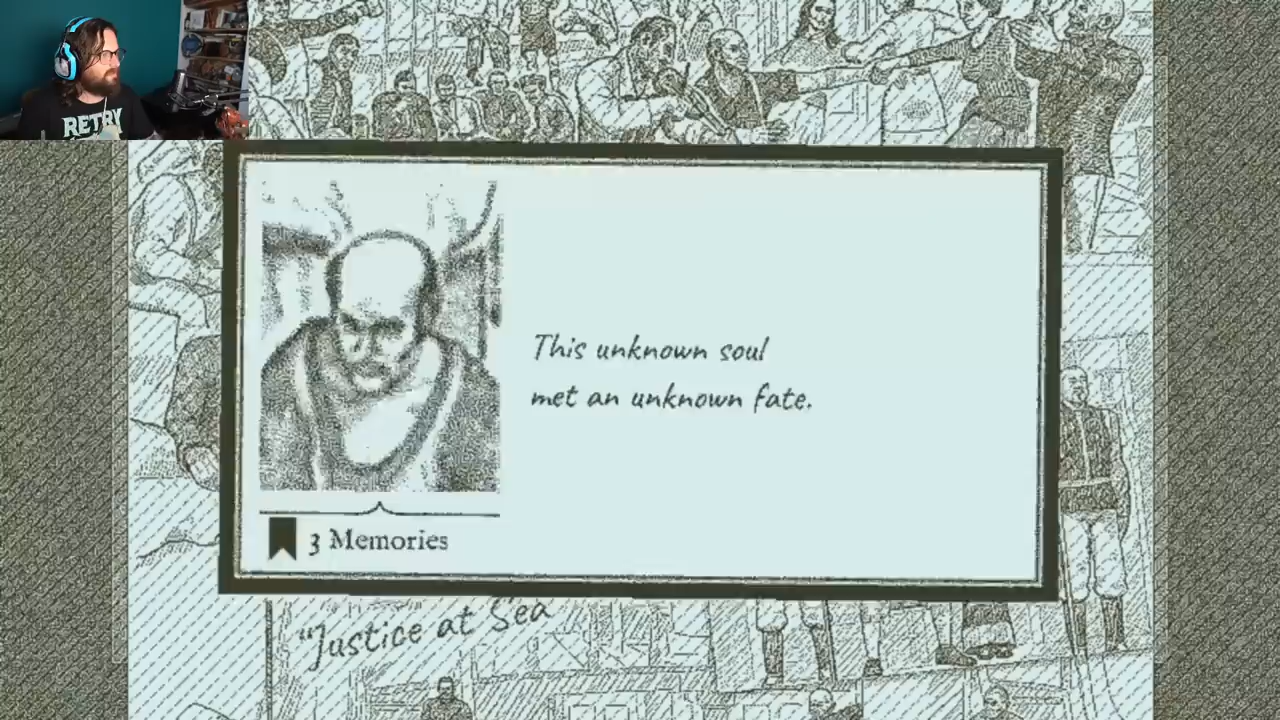 RETRY
This unknown soul
met an unknown fate.
3 Memories
"Justice at Sea